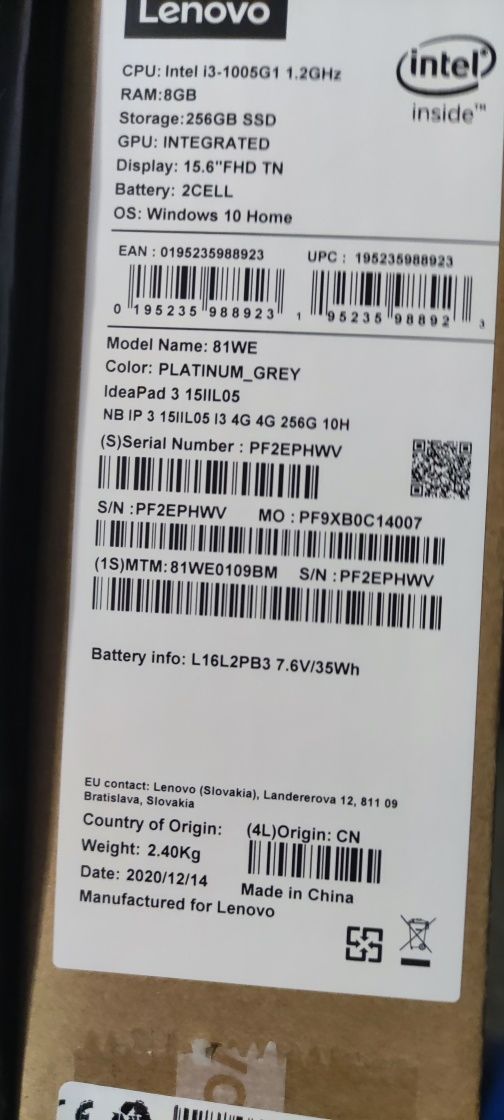 Lenovo
CPU: Intel i3-1005G1 1.2GHz
intel
inside™
RAM:8GB
Storage:256GB SSD
GPU: INTEGRATED
Display: 15.6"FHD TN
Battery: 2CELL
OS: Windows 10 Home
EAN : 0195235988923 UPC : 195235988923
0 195235 988923 1 95235 98892 3
Model Name: 81WE
Color: PLATINUM_GREY
IdeaPad 3 15IIL05
NB IP 3 15IIL05 I3 4G 4G 256G 10H
(S)Serial Number : PF2EPHWV
S/N :PF2EPHWV MO : PF9XB0C14007
(1S)MTM:81WE0109BM S/N :PF2EPHWV
Battery info: L16L2PB3 7.6V/35Wh
EU contact: Lenovo (Slovakia), Landererova 12, 811 09
Bratislava, Slovakia
Country of Origin: (4L)Origin: CN
Weight: 2.40Kg
Date: 2020/12/14 Made in China
Manufactured for Lenovo
CE